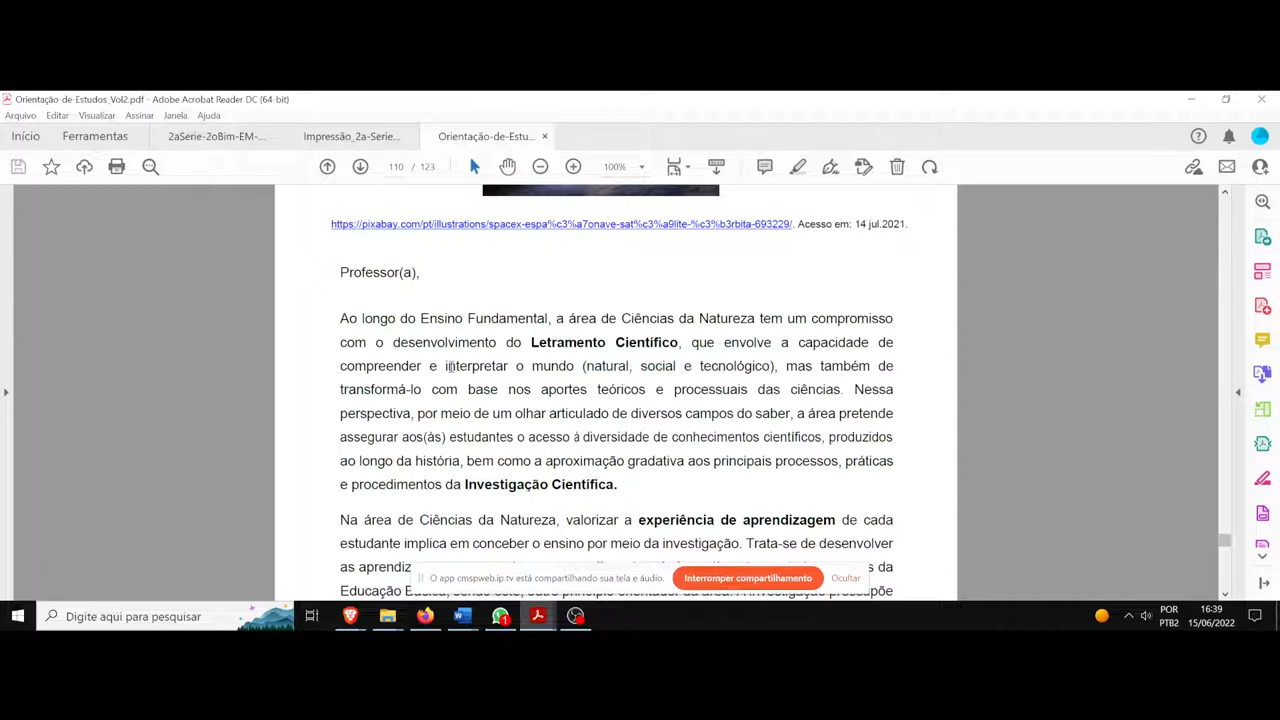 Orientação-de-Estudos_Vol2.pdf - Adobe Acrobat Reader DC (64-bit)
Arquivo Editar Visualizar Assinar Janela Ajuda
Início Ferramentas 2aSerie-2oBim-EM-... Impressão_2a-Serie... Orientação-de-Estu... ×
110 / 123 100%
https://pixabay.com/pt/illustrations/spacex-espa%c3%a7onave-sat%c3%a9lite-%c3%b3rbita-693229/. Acesso em: 14 jul.2021.
Professor(a),
Ao longo do Ensino Fundamental, a área de Ciências da Natureza tem um compromisso
com o desenvolvimento do Letramento Científico, que envolve a capacidade de
compreender e interpretar o mundo (natural, social e tecnológico), mas também de
transformá-lo com base nos aportes teóricos e processuais das ciências. Nessa
perspectiva, por meio de um olhar articulado de diversos campos do saber, a área pretende
assegurar aos(às) estudantes o acesso à diversidade de conhecimentos científicos, produzidos
ao longo da história, bem como a aproximação gradativa aos principais processos, práticas
e procedimentos da Investigação Científica.
Na área de Ciências da Natureza, valorizar a experiência de aprendizagem de cada
estudante implica em conceber o ensino por meio da investigação. Trata-se de desenvolver
as aprendiz da
O app cmspweb.ip.tv está compartilhando sua tela e áudio. Interromper compartilhamento Ocultar
Educação
Digite aqui para pesquisar
1
POR
PTB2
16:39
15/06/2022